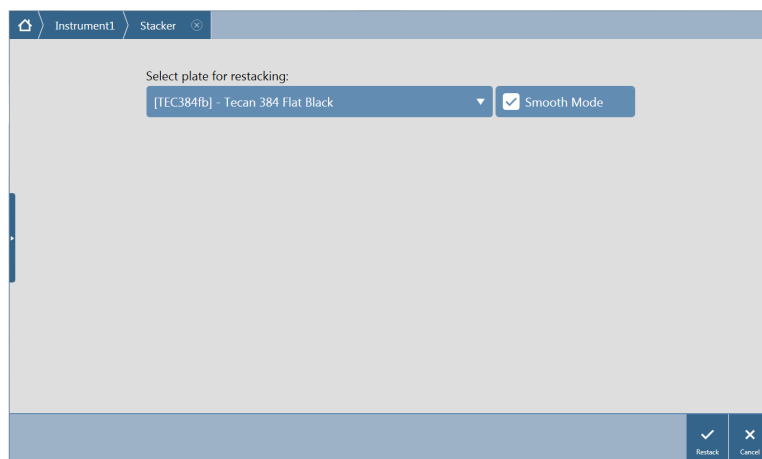 Instrument1 Stacker
Select plate for restacking:
[TEC384fb] - Tecan 384 Flat Black Smooth Mode
Restack Cancel